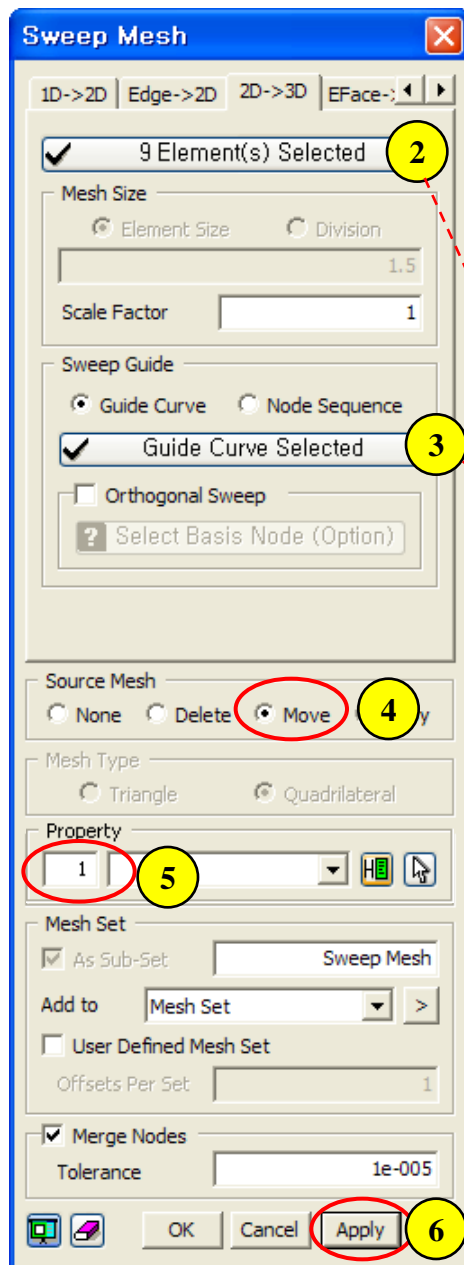 Sweep Mesh
1D->2D Edge->2D 2D->3D EFace->
9 Element(s) Selected 2
Mesh Size
Element Size Division
1.5
Scale Factor 1
Sweep Guide
Guide Curve Node Sequence
Guide Curve Selected 3
Orthogonal Sweep
? Select Basis Node (Option)
Source Mesh
None Delete Move 4 y
Mesh Type
Triangle Quadrilateral
Property
1 5
Mesh Set
As Sub-Set Sweep Mesh
Add to Mesh Set >
User Defined Mesh Set
Offsets Per Set 1
Merge Nodes
Tolerance 1e-005
OK Cancel Apply 6